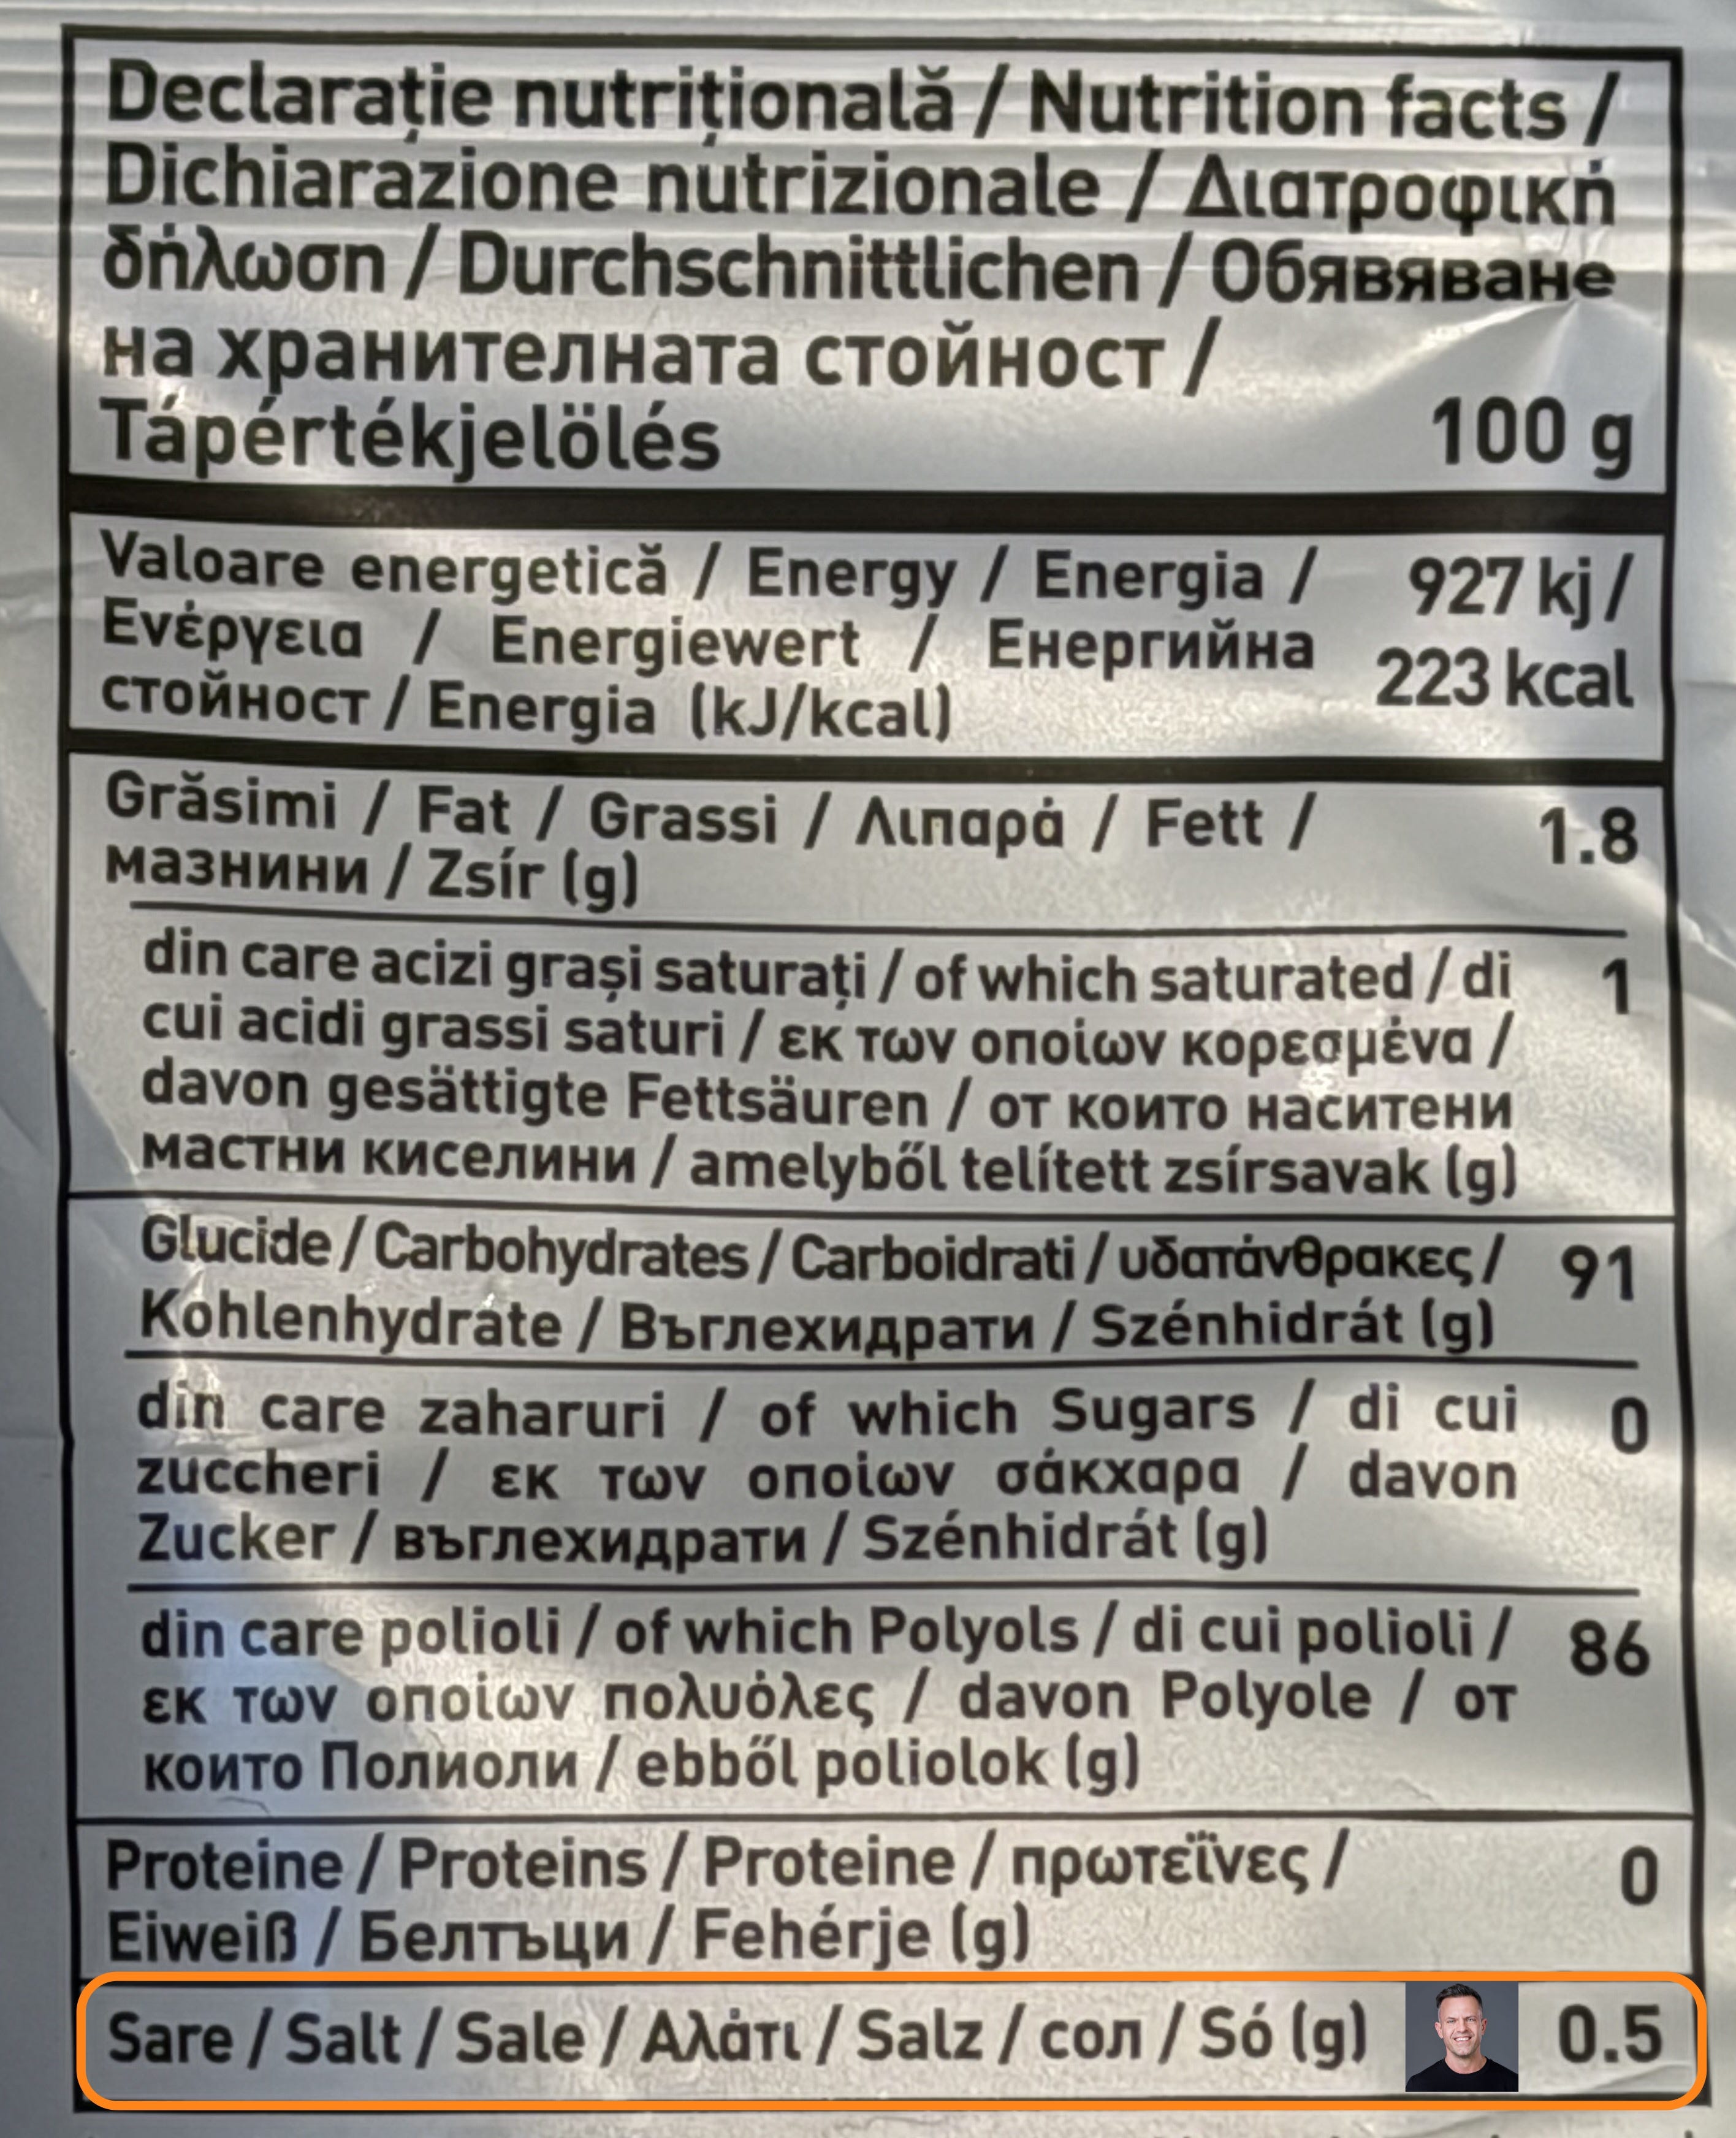 Declarație nutrițională / Nutrition facts /
Dichiarazione nutrizionale / Διατροφική
δήλωση / Durchschnittlichen / Обявяване
на хранителната стойност /
Tápértékjelölés 100 g
Valoare energetică / Energy / Energia / 927 kj /
Ενέργεια / Energiewert / Енергийна 223 kcal
стойност / Energia (kJ/kcal)
Grăsimi / Fat / Grassi / Λιπαρά / Fett / 1.8
мазнини / Zsír (g)
din care acizi grași saturați / of which saturated / di 1
cui acidi grassi saturi / εκ των οποίων κορεσμένα /
davon gesättigte Fettsäuren / от които наситени
мастни киселини / amelyből telített zsírsavak (g)
Glucide / Carbohydrates / Carboidrati / υδατάνθρακες / 91
Kohlenhydrate / Въглехидрати / Szénhidrát (g)
din care zaharuri / of which Sugars / di cui 0
zuccheri / εκ των οποίων σάκχαρα / davon
Zucker / въглехидрати / Szénhidrát (g)
din care polioli / of which Polyols / di cui polioli / 86
εκ των οποίων πολυόλες / davon Polyole / от
които Полиоли / ebből poliolok (g)
Proteine / Proteins / Proteine / πρωτεΐνες / 0
Eiweiß / Белтъци / Fehérje (g)
Sare / Salt / Sale / Αλάτι / Salz / сол / Só (g) 0.5